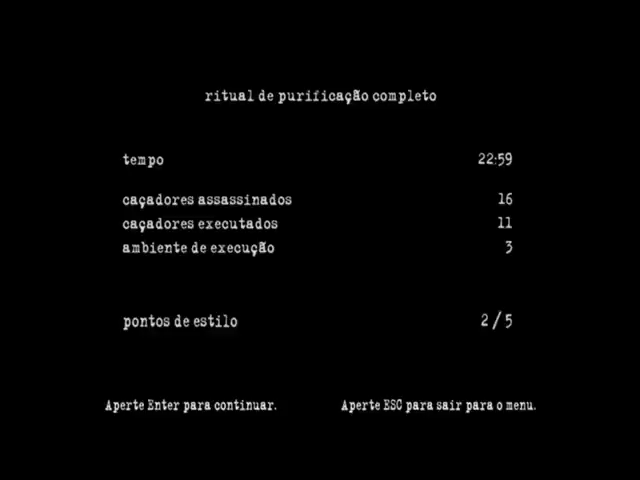 ritual de purificação completo
tempo 22:59
caçadores assassinados 16
caçadores executados 11
ambiente de execução 3
pontos de estilo 2/5
Aperte Enter para continuar. Aperte ESC para sair para o menu.